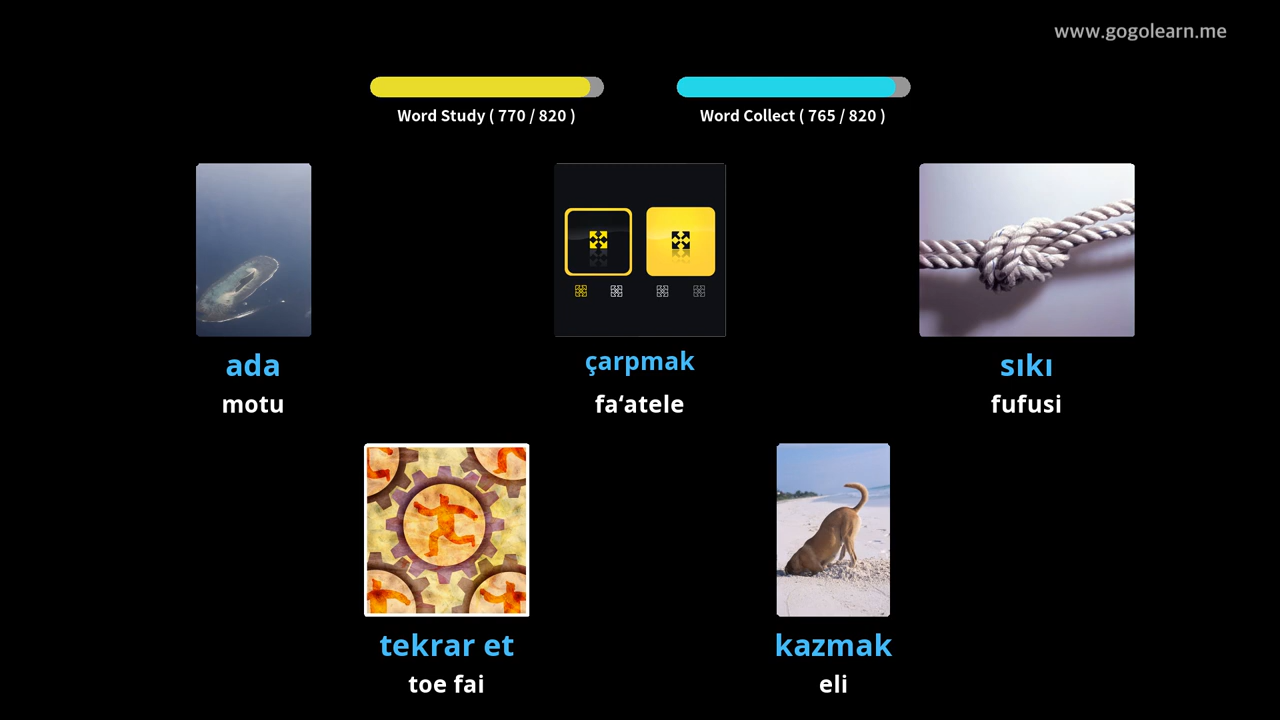 www.gogolearn.me
Word Study ( 770 / 820 )
Word Collect ( 765 / 820 )
ada
motu
çarpmak
fa‘atele
sıkı
fufusi
tekrar et
toe fai
kazmak
eli